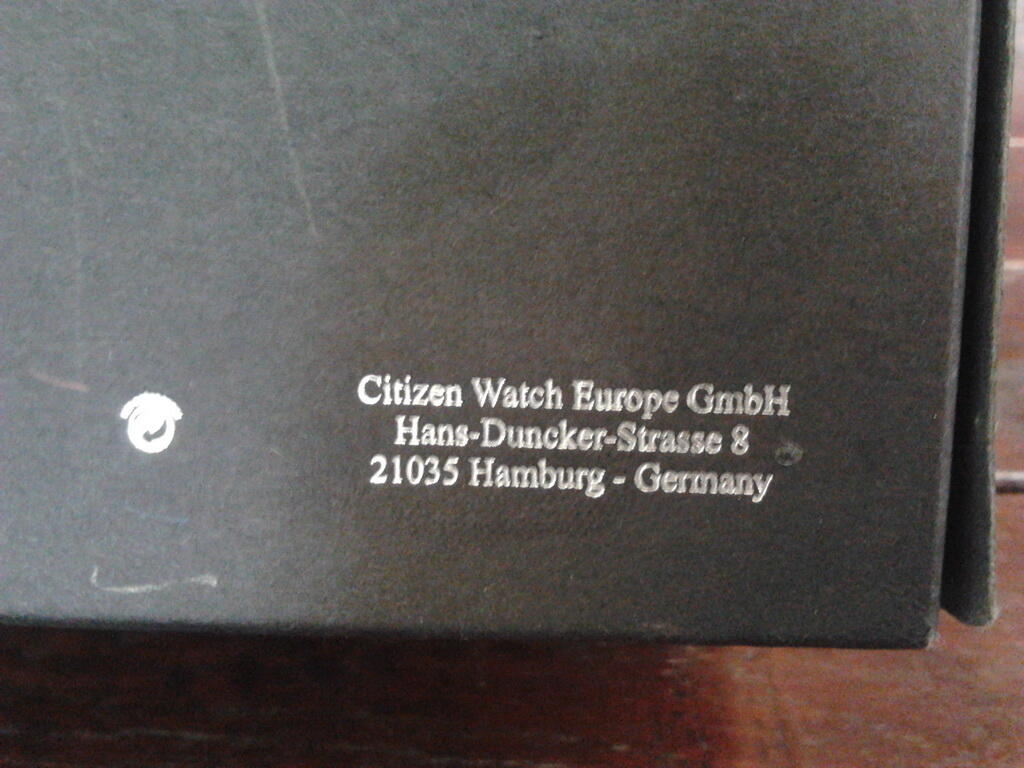 Citizen Watch Europe GmbH
Hans-Duncker-Strasse 8
21035 Hamburg - Germany